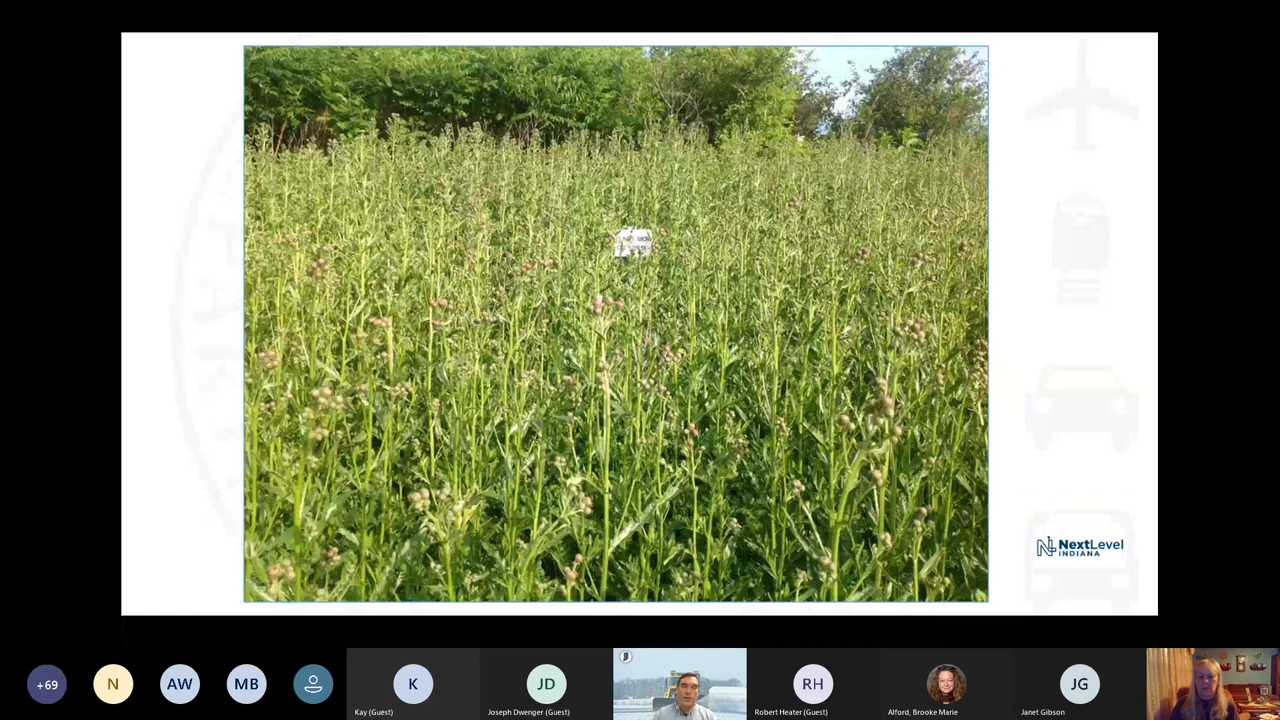 NextLevel
INDIANA
+69
N
AW
MB
K
JD
RH
JG
Kay (Guest)
Joseph Dwenger (Guest)
Robert Heater (Guest)
Alford, Brooke Marie
Janet Gibson